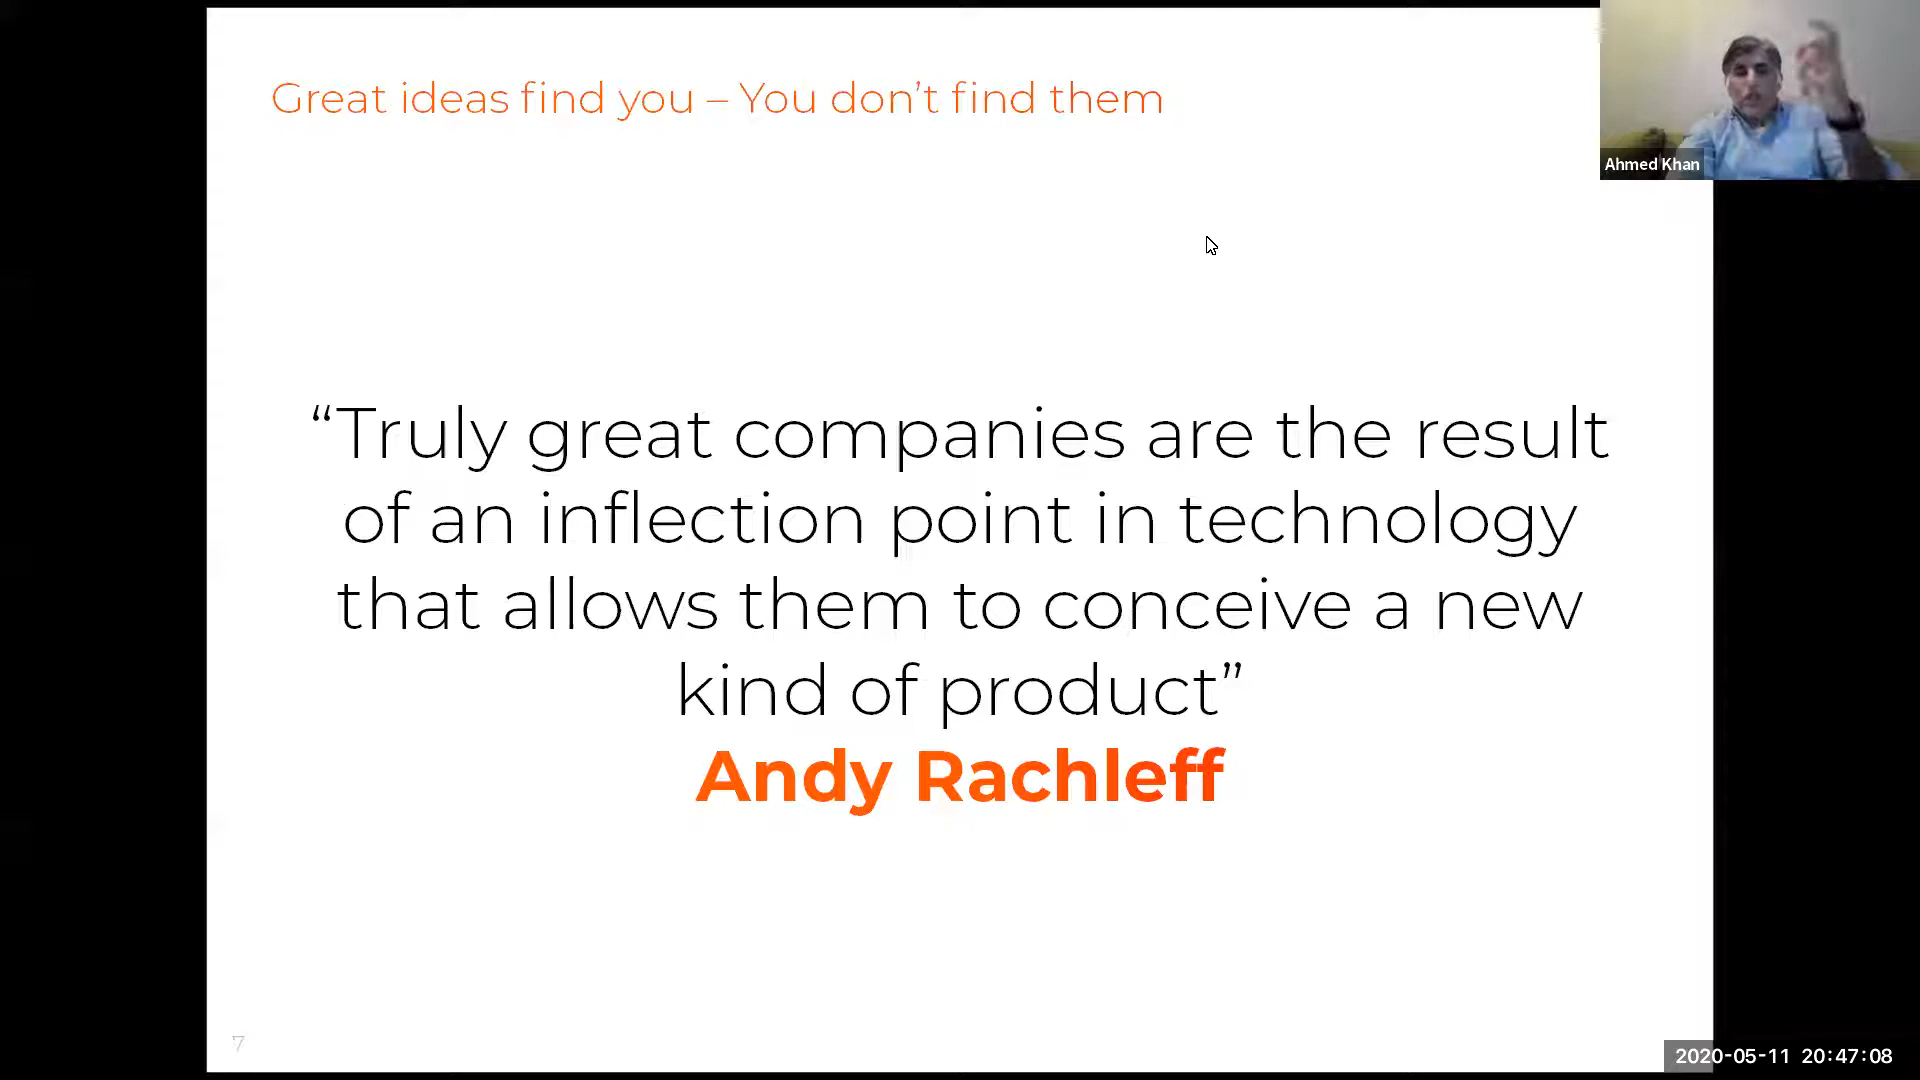 Great ideas find you – You don’t find them
Ahmed Khan
“Truly great companies are the result
of an inflection point in technology
that allows them to conceive a new
kind of product”
Andy Rachleff
7
2020-05-11 20:47:08